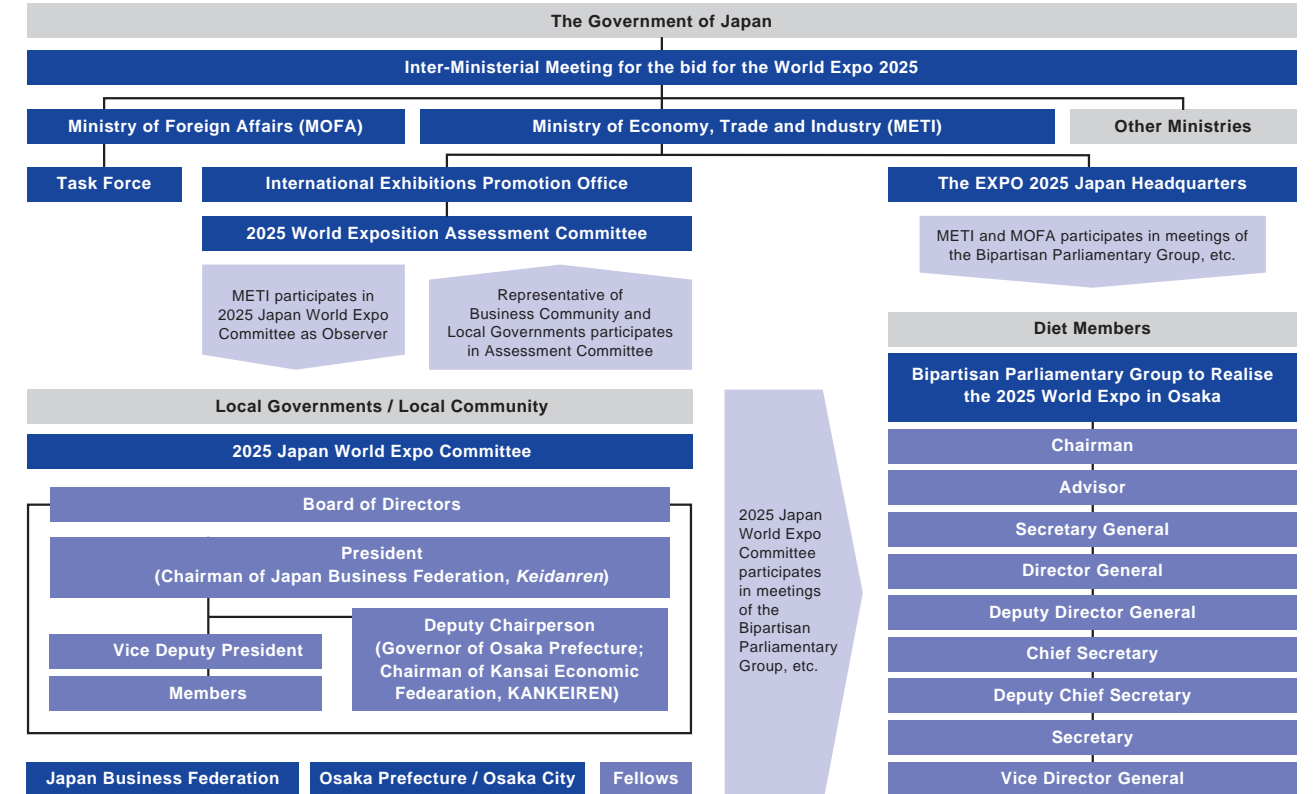 The Government of Japan
Inter-Ministerial Meeting for the bid for the World Expo 2025
Ministry of Foreign Affairs (MOFA)
Ministry of Economy, Trade and Industry (METI)
Other Ministries
Task Force
International Exhibitions Promotion Office
The EXPO 2025 Japan Headquarters
2025 World Exposition Assessment Committee
METI and MOFA participates in meetings of
the Bipartisan Parliamentary Group, etc.
METI participates in
2025 Japan World Expo
Committee as Observer
Representative of
Business Community and
Local Governments participates
in Assessment Committee
Local Governments / Local Community
2025 Japan World Expo Committee
Board of Directors
President
(Chairman of Japan Business Federation, Keidanren)
Vice Deputy President
Members
Deputy Chairperson
(Governor of Osaka Prefecture;
Chairman of Kansai Economic
Fedearation, KANKEIREN)
Japan Business Federation
Osaka Prefecture / Osaka City
Fellows
2025 Japan
World Expo
Committee
participates
in meetings
of the
Bipartisan
Parliamentary
Group, etc.
Diet Members
Bipartisan Parliamentary Group to Realise
the 2025 World Expo in Osaka
Chairman
Advisor
Secretary General
Director General
Deputy Director General
Chief Secretary
Deputy Chief Secretary
Secretary
Vice Director General